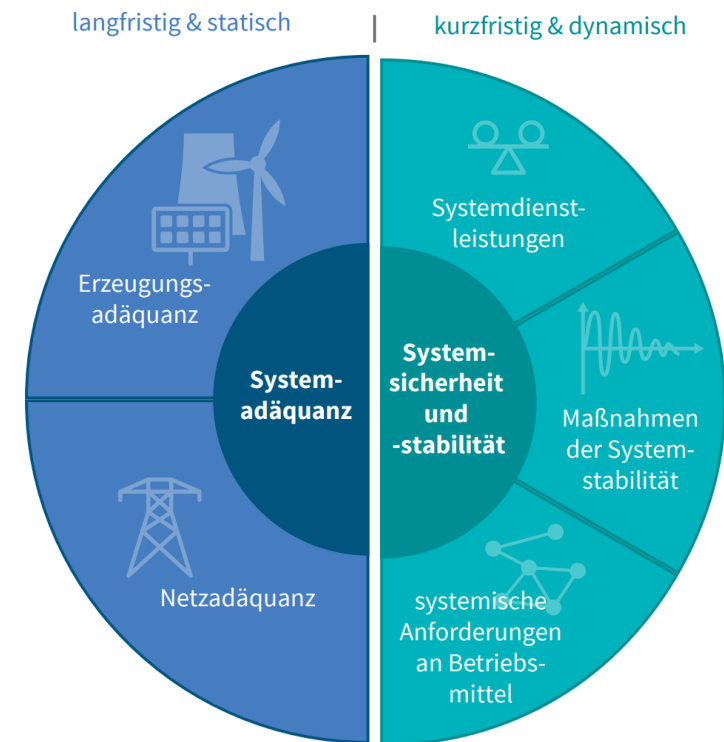 langfristig & statisch | kurzfristig & dynamisch
Erzeugungs-
adäquanz
System-
adäquanz
Netzadäquanz
Systemdienst-
leistungen
System-
sicherheit
und
-stabilität
Maßnahmen
der System-
stabilität
systemische
Anforderungen
an Betriebs-
mittel